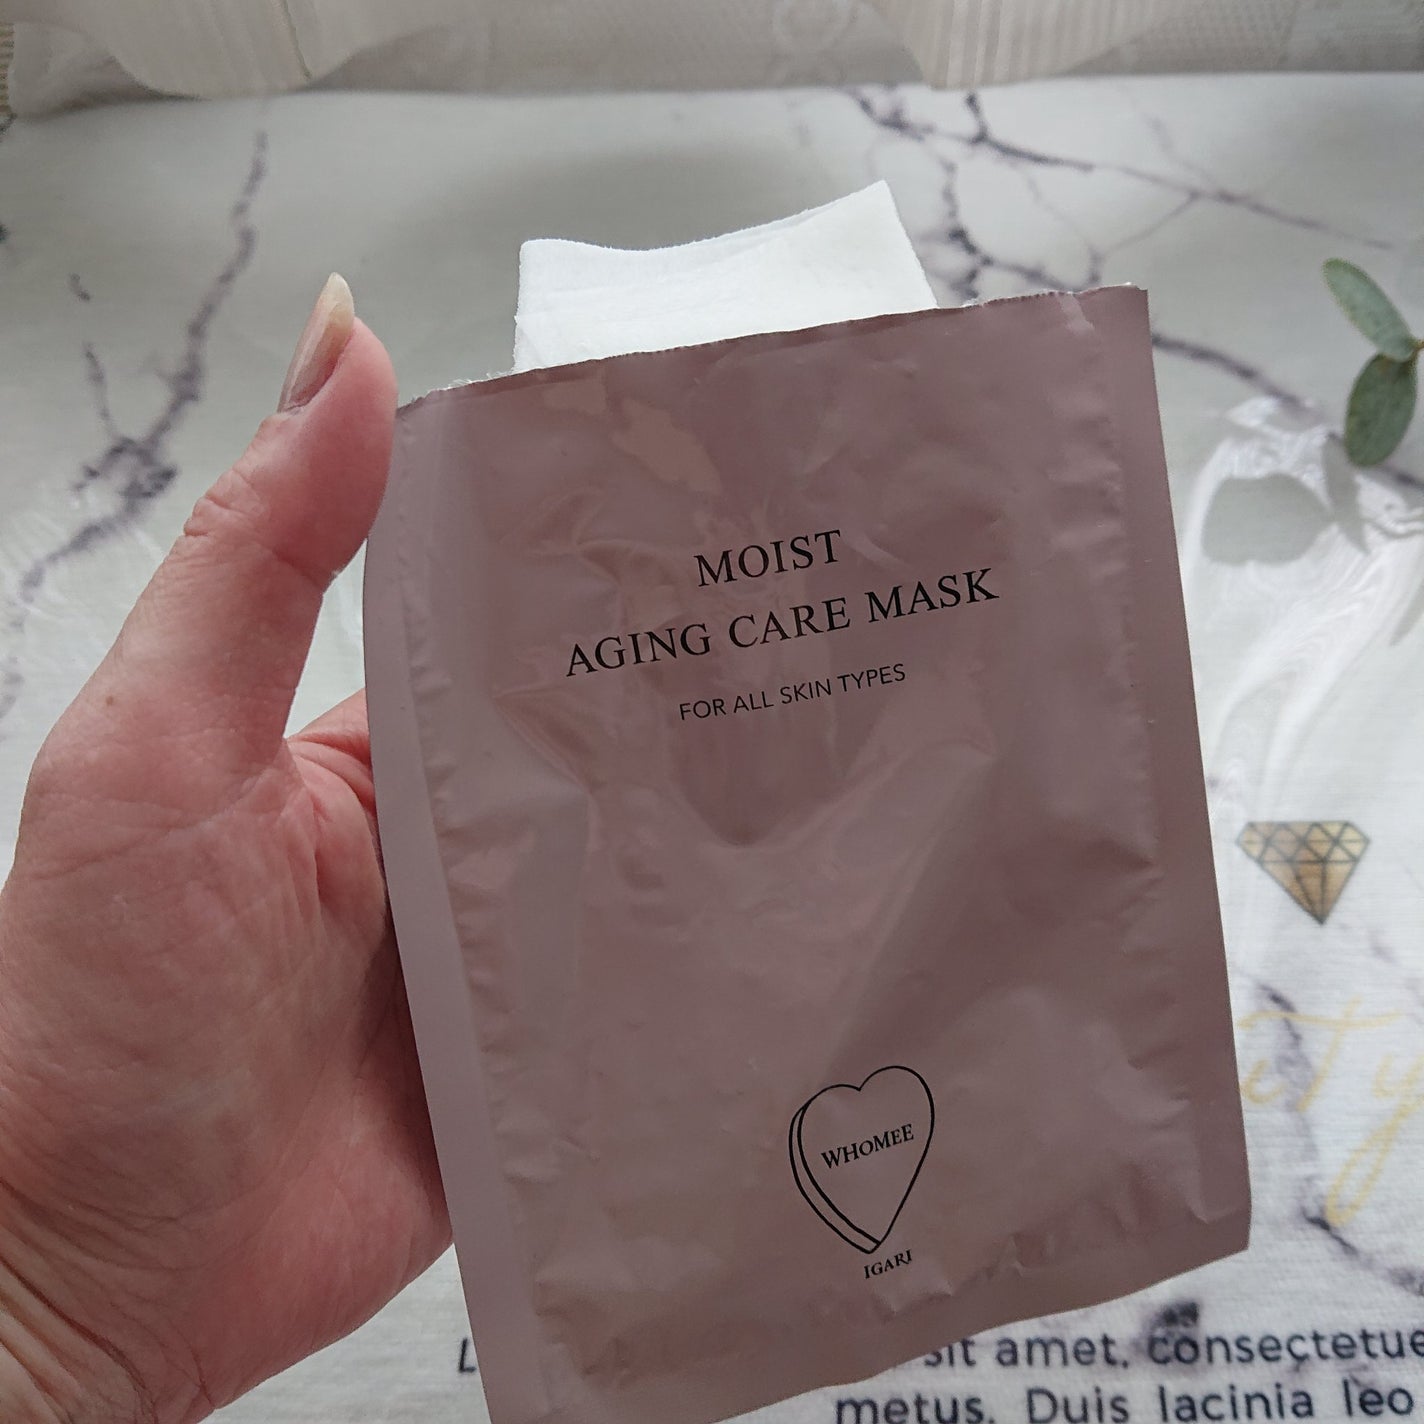 MOIST
AGING CARE MASK
FOR ALL SKIN TYPES
WHOMEE
IGARI
sit amet, consectetue
metus. Duis lacinia leo